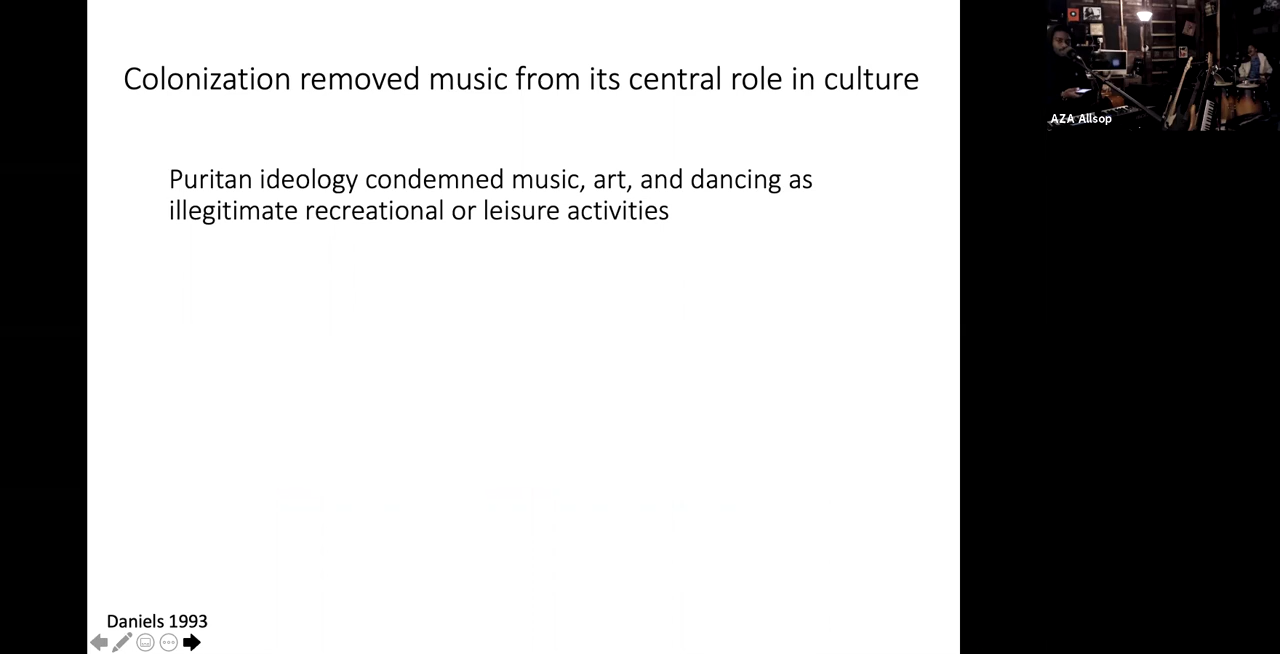 Colonization removed music from its central role in culture
Puritan ideology condemned music, art, and dancing as
illegitimate recreational or leisure activities
Daniels 1993
AZA Allsop